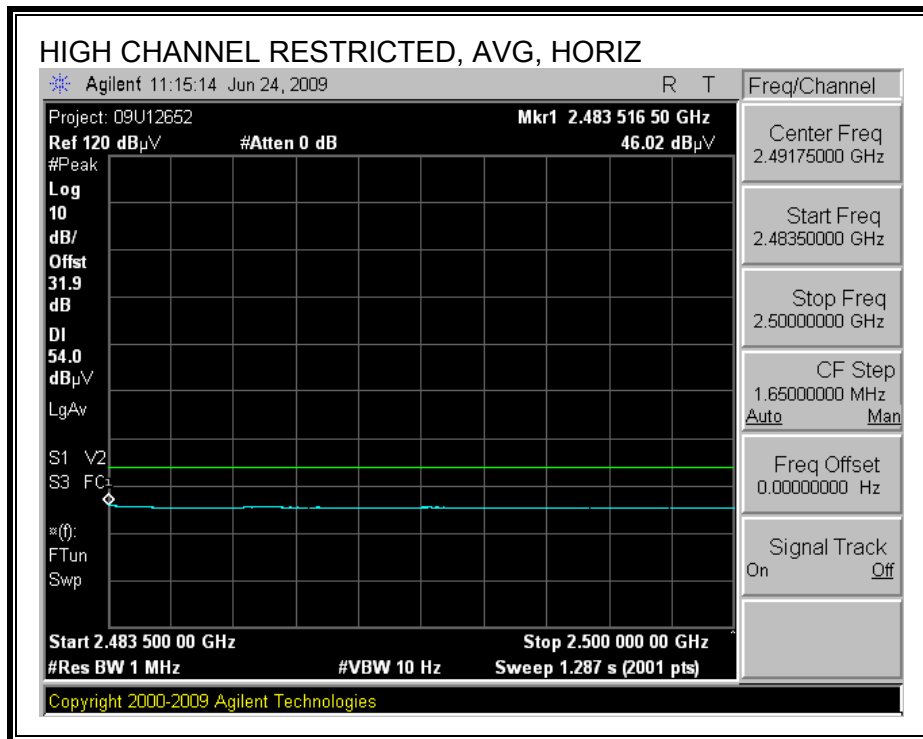 HIGH CHANNEL RESTRICTED, AVG, HORIZ
Agilent 11:15:14 Jun 24, 2009 R T
Project: 09U12652 Mkr1 2.483 516 50 GHz
Ref 120 dBµV #Atten 0 dB 46.02 dBµV
#Peak
Log
10
dB/
Offst
31.9
dB
DI
54.0
dBµV
LgAv
S1 V2
S3 FC
1
¤(f):
FTun
Swp
Start 2.483 500 00 GHz Stop 2.500 000 00 GHz ^
#Res BW 1 MHz #VBW 10 Hz Sweep 1.287 s (2001 pts)
Copyright 2000-2009 Agilent Technologies
Freq/Channel
Center Freq
2.49175000 GHz
Start Freq
2.48350000 GHz
Stop Freq
2.50000000 GHz
CF Step
1.65000000 MHz
Auto Man
Freq Offset
0.00000000 Hz
Signal Track
On Off